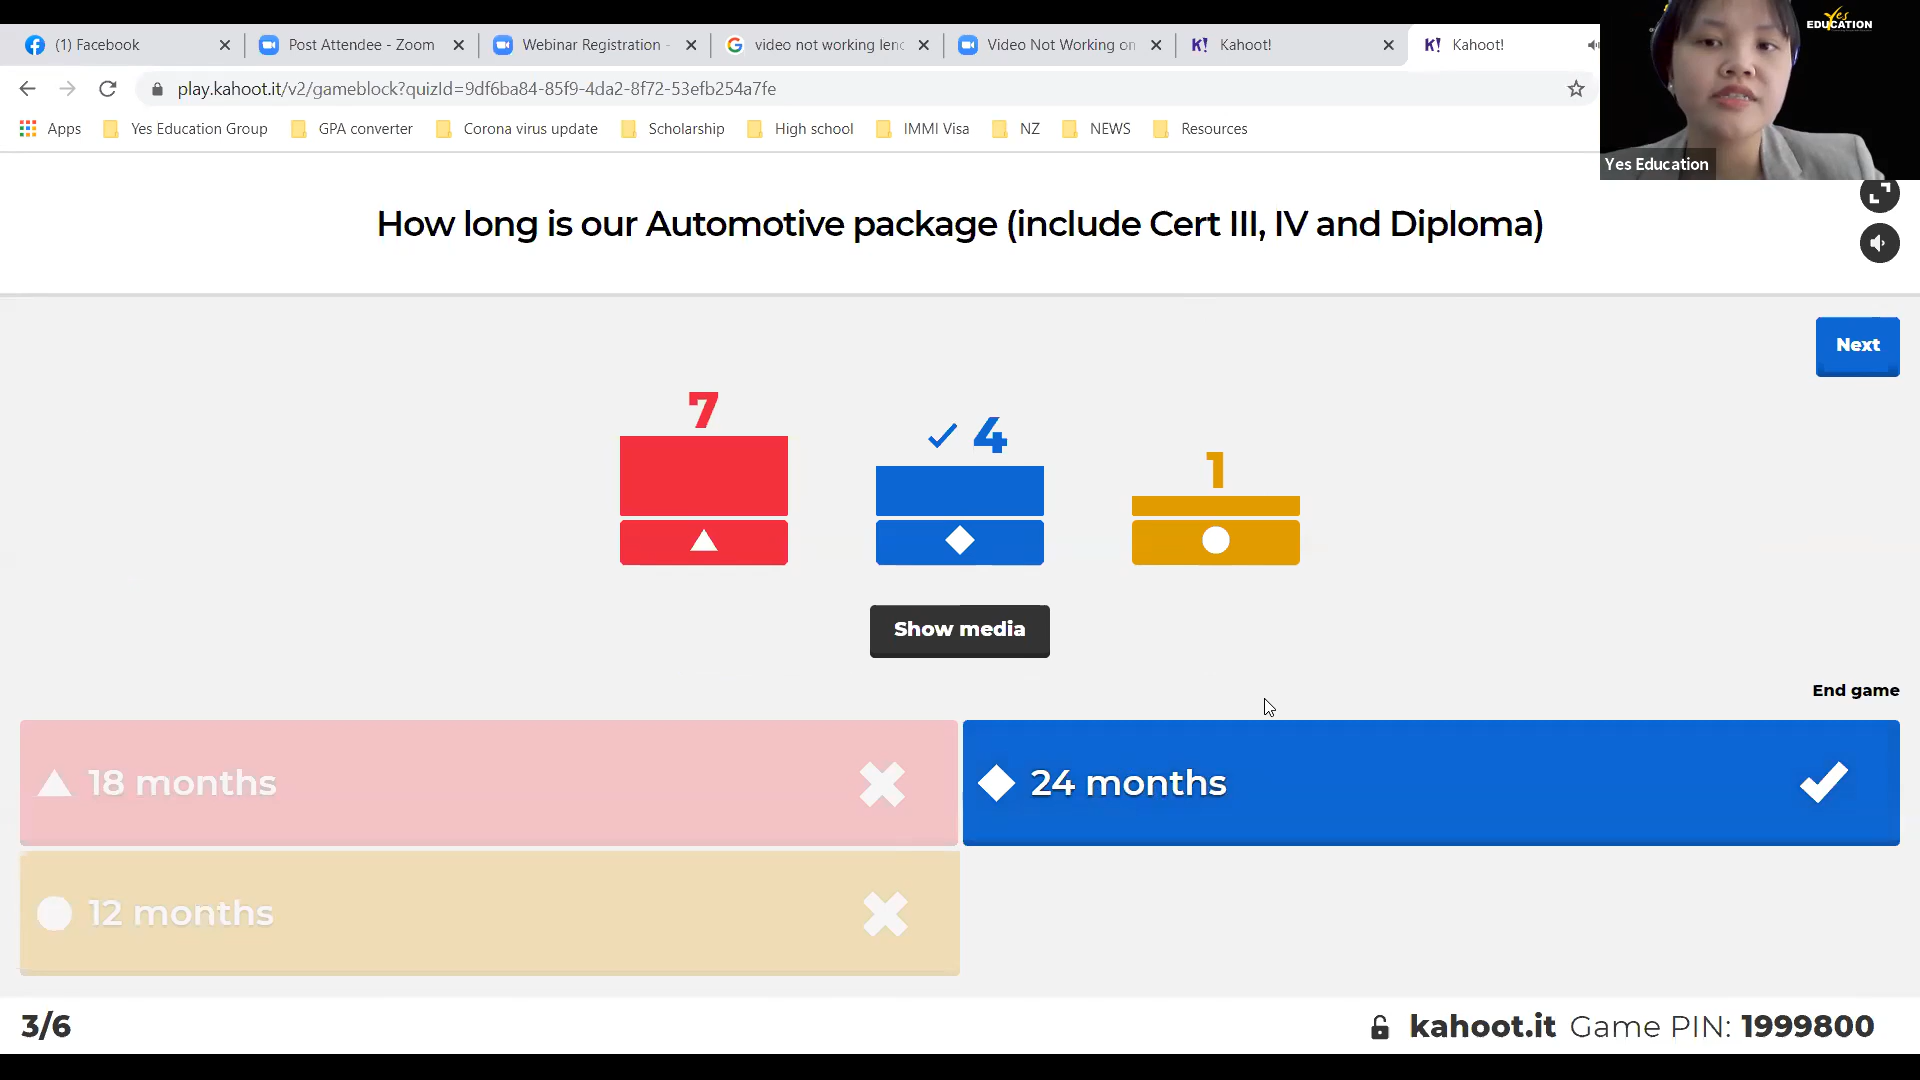 (1) Facebook
Post Attendee - Zoom
Webinar Registration -
video not working lenc
Video Not Working on
K! Kahoot!
K! Kahoot!
Yes
EDUCATION
play.kahoot.it/v2/gameblock?quizId=9df6ba84-85f9-4da2-8f72-53efb254a7fe
Apps
Yes Education Group
GPA converter
Corona virus update
Scholarship
High school
IMMI Visa
NZ
NEWS
Resources
Yes Education
How long is our Automotive package (include Cert III, IV and Diploma)
Next
7
4
1
Show media
End game
18 months
24 months
12 months
3/6
kahoot.it Game PIN: 1999800